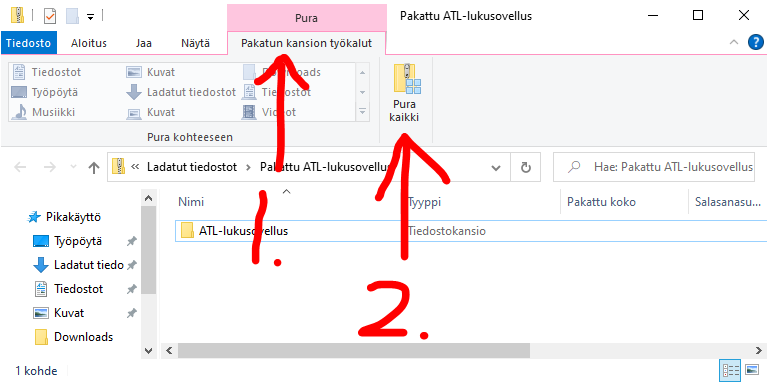 Pura
Pakattu ATL-lukusovellus
Tiedosto Aloitus Jaa Näytä Pakatun kansion työkalut
Tiedostot Kuvat Downloads
Työpöytä Ladatut tiedostot Tiedostot
Musiikki Kuvat Videot
Pura kohteeseen
Pura
kaikki
« Ladatut tiedostot > Pakattu ATL-lukusovellus
Hae: Pakattu ATL-lukusovellus
Nimi Tyyppi Pakattu koko Salasanasu...
ATL-lukusovellus Tiedostokansio
Pikakäyttö
Työpöytä
Ladatut tiedo
Tiedostot
Kuvat
Downloads
1.
2.
1 kohde